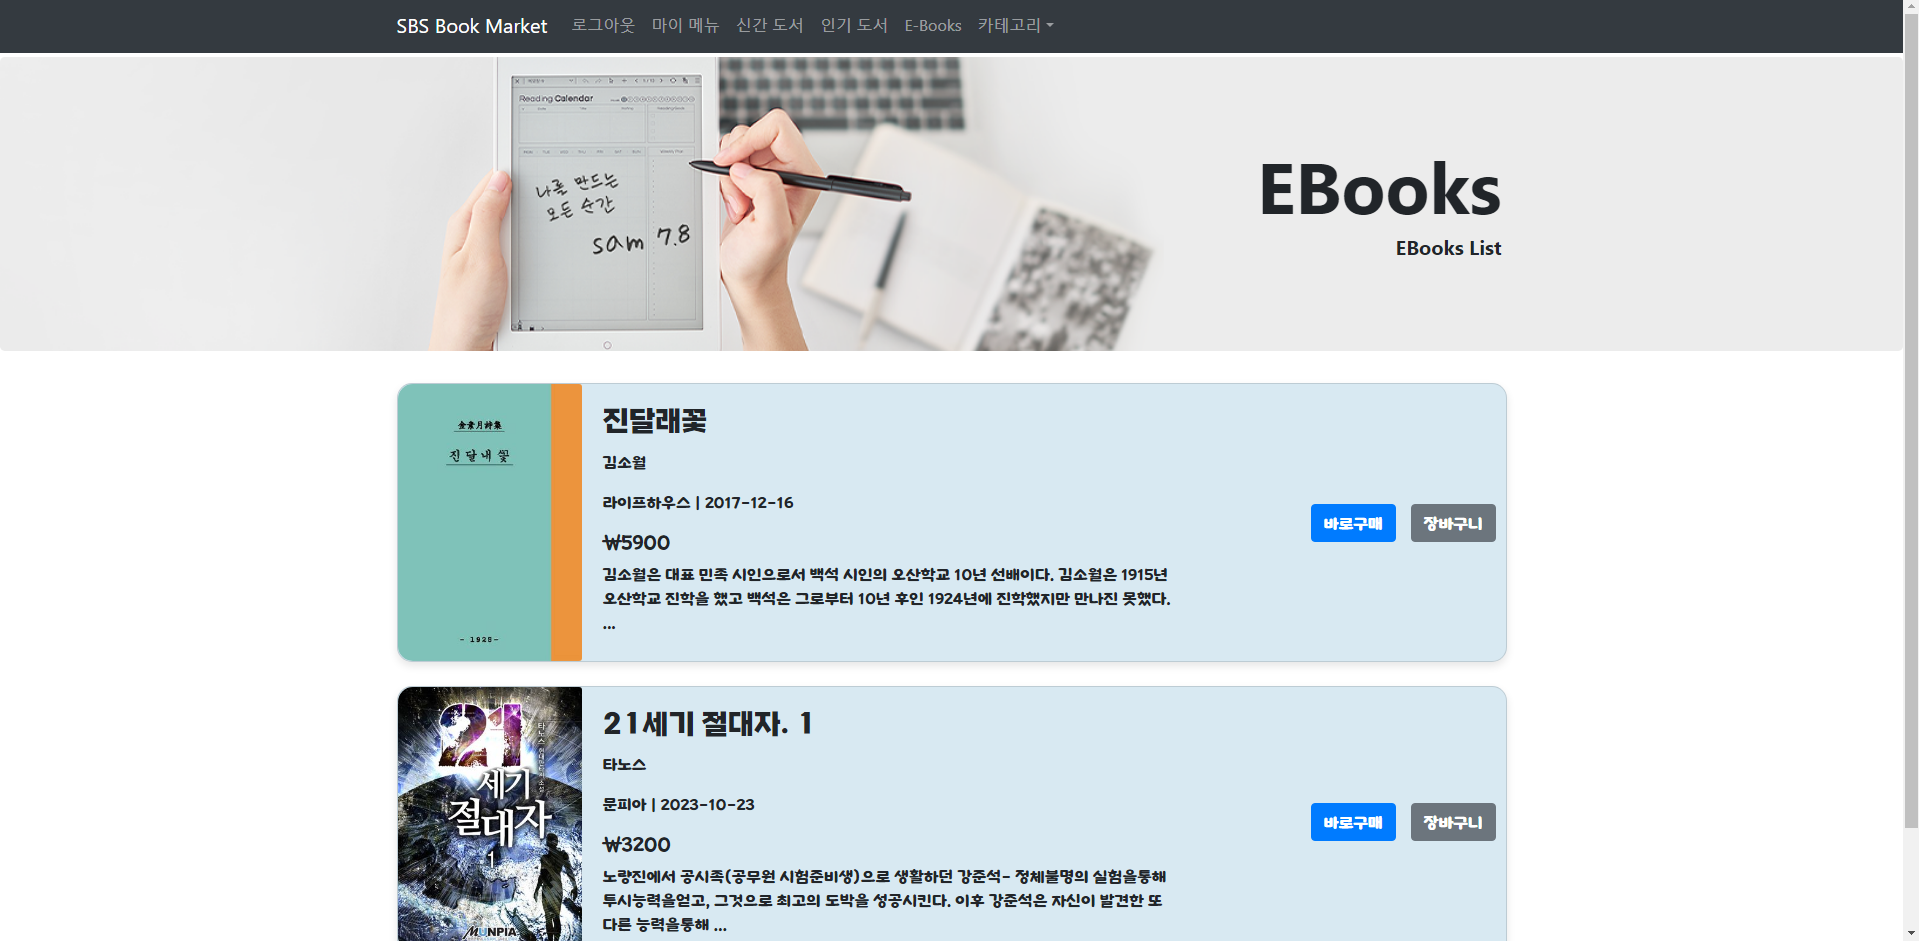 SBS Book Market 로그아웃 마이 메뉴 신간 도서 인기 도서 E-Books 카테고리
Reading Calendar
나를 만드는
모든 순간
sam 7.8
EBooks
EBooks List
金素月詩集
진달내꽃
- 1925-
진달래꽃
김소월
라이프하우스 | 2017-12-16
₩5900
김소월은 대표 민족 시인으로서 백석 시인의 오산학교 10년 선배이다. 김소월은 1915년
오산학교 진학을 했고 백석은 그로부터 10년 후인 1924년에 진학했지만 만나진 못했다.
...
바로구매 장바구니
21
세기
절대자
1
타노스
MUNPIA
21세기 절대자. 1
타노스
문피아 | 2023-10-23
₩3200
노량진에서 공시족(공무원 시험준비생)으로 생활하던 강준석- 정체불명의 실험을통해
투시능력을얻고, 그것으로 최고의 도박을 성공시킨다. 이후 강준석은 자신이 발견한 또
다른 능력을통해 ...
바로구매 장바구니